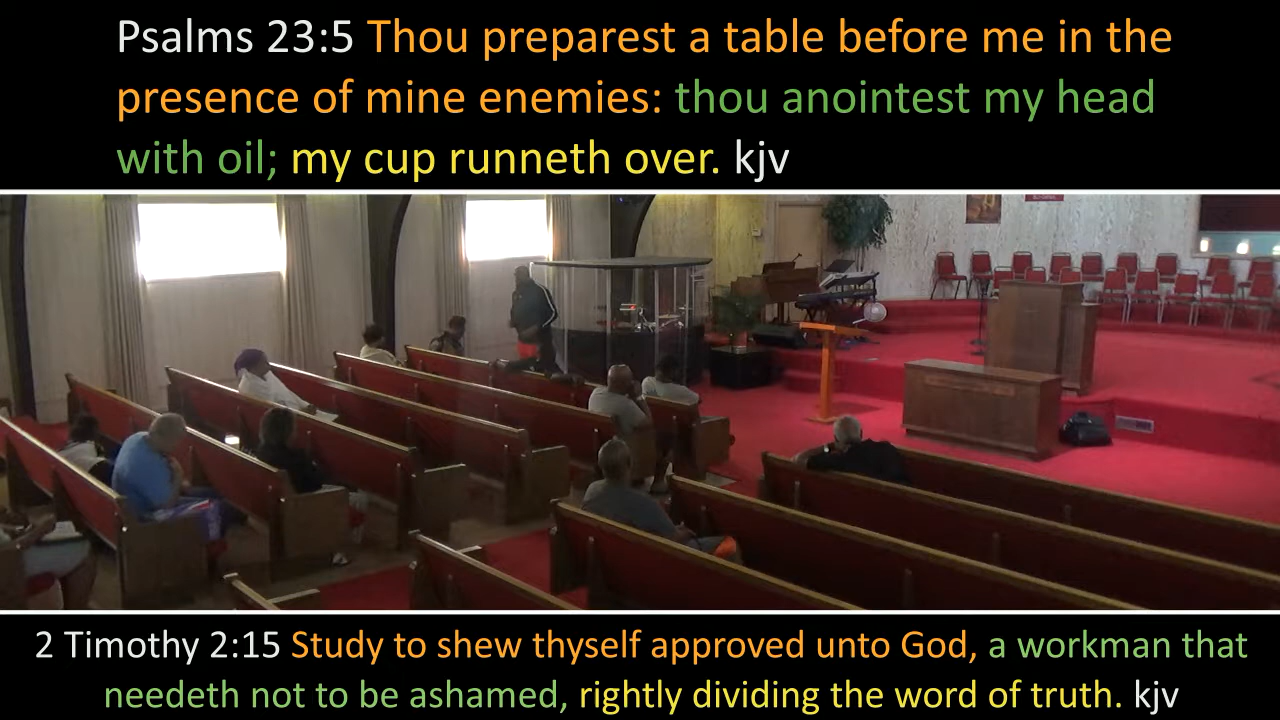 Psalms 23:5 Thou preparest a table before me in the
presence of mine enemies: thou anointest my head
with oil; my cup runneth over. kjv
2 Timothy 2:15 Study to shew thyself approved unto God, a workman that
needeth not to be ashamed, rightly dividing the word of truth. kjv